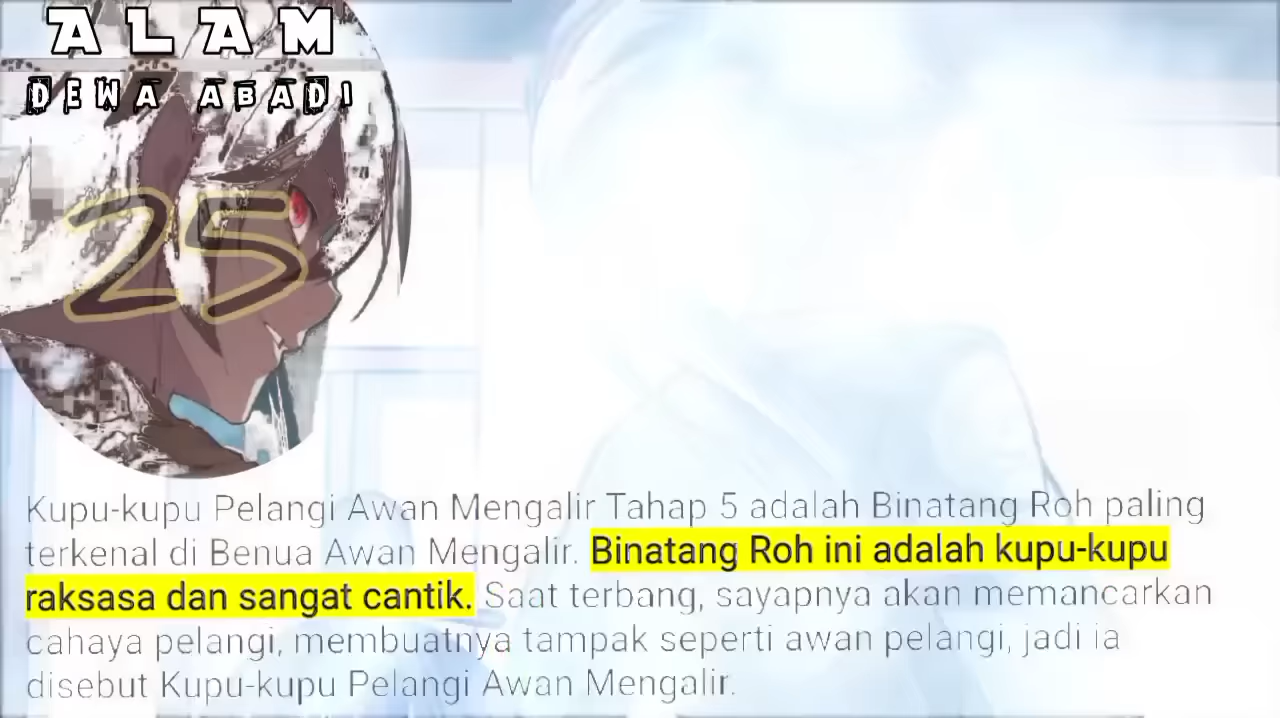 ALAM
DEWA ABADI
25
Kupu-kupu Pelangi Awan Mengalir Tahap 5 adalah Binatang Roh paling
terkenal di Benua Awan Mengalir. Binatang Roh ini adalah kupu-kupu
raksasa dan sangat cantik. Saat terbang, sayapnya akan memancarkan
cahaya pelangi, membuatnya tampak seperti awan pelangi, jadi ia
disebut Kupu-kupu Pelangi Awan Mengalir.